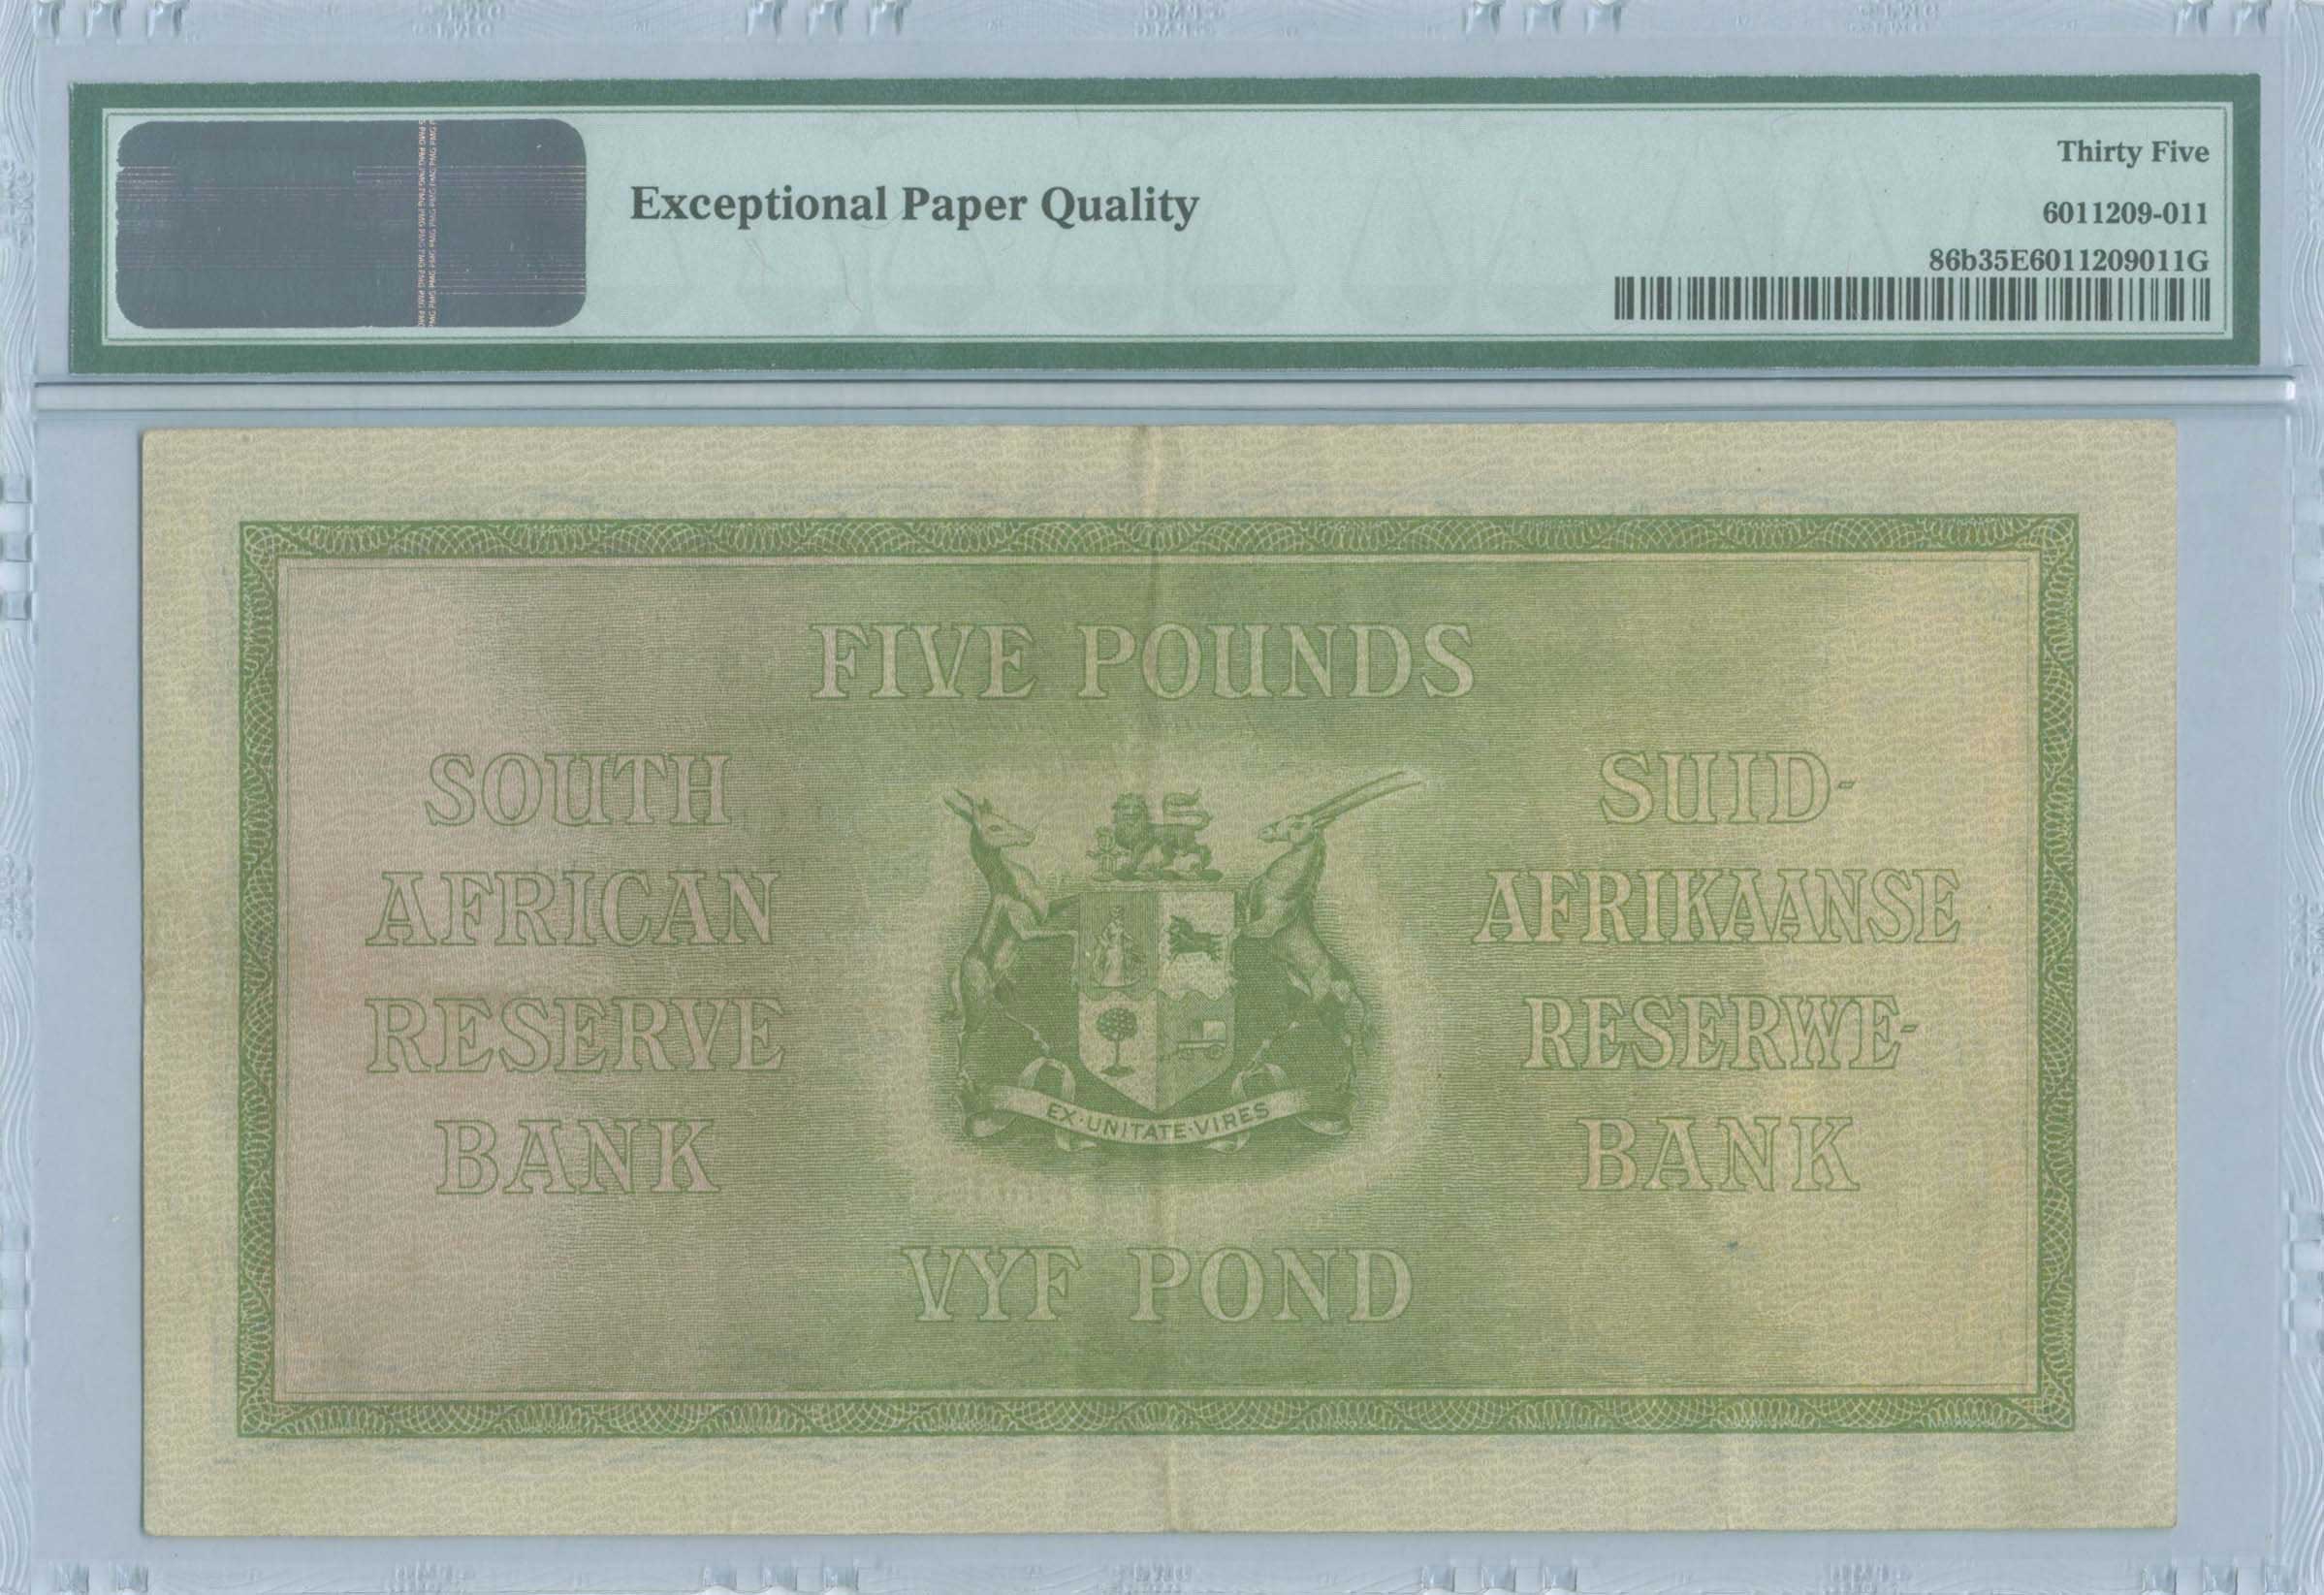 Thirty Five
Exceptional Paper Quality
6011209-011
86b35E6011209011G
FIVE POUNDS
SOUTH
AFRICAN
RESERVE
BANK
SUID-
AFRIKAANSE
RESERWE-
BANK
EX·UNITATE·VIRES
VYF POND